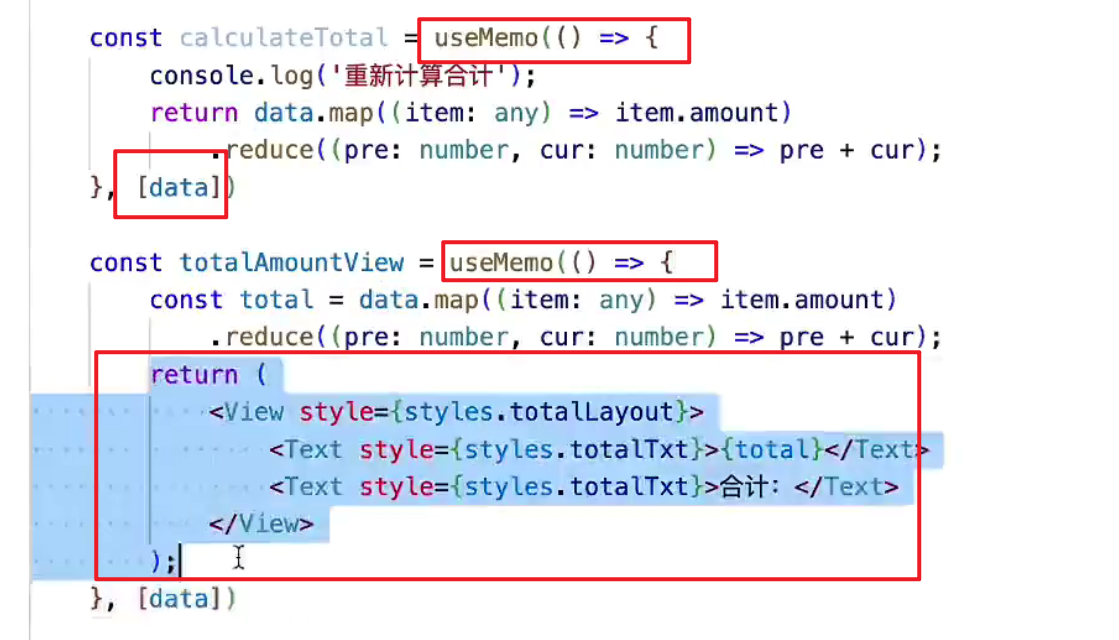 const calculateTotal = useMemo(() => {
console.log('重新计算合计');
return data.map((item: any) => item.amount)
.reduce((pre: number, cur: number) => pre + cur);
}, [data])
const totalAmountView = useMemo(() => {
const total = data.map((item: any) => item.amount)
.reduce((pre: number, cur: number) => pre + cur);
return (
<View style={styles.totalLayout}>
<Text style={styles.totalTxt}>{total}</Text>
<Text style={styles.totalTxt}>合计：</Text>
</View>
);
}, [data])